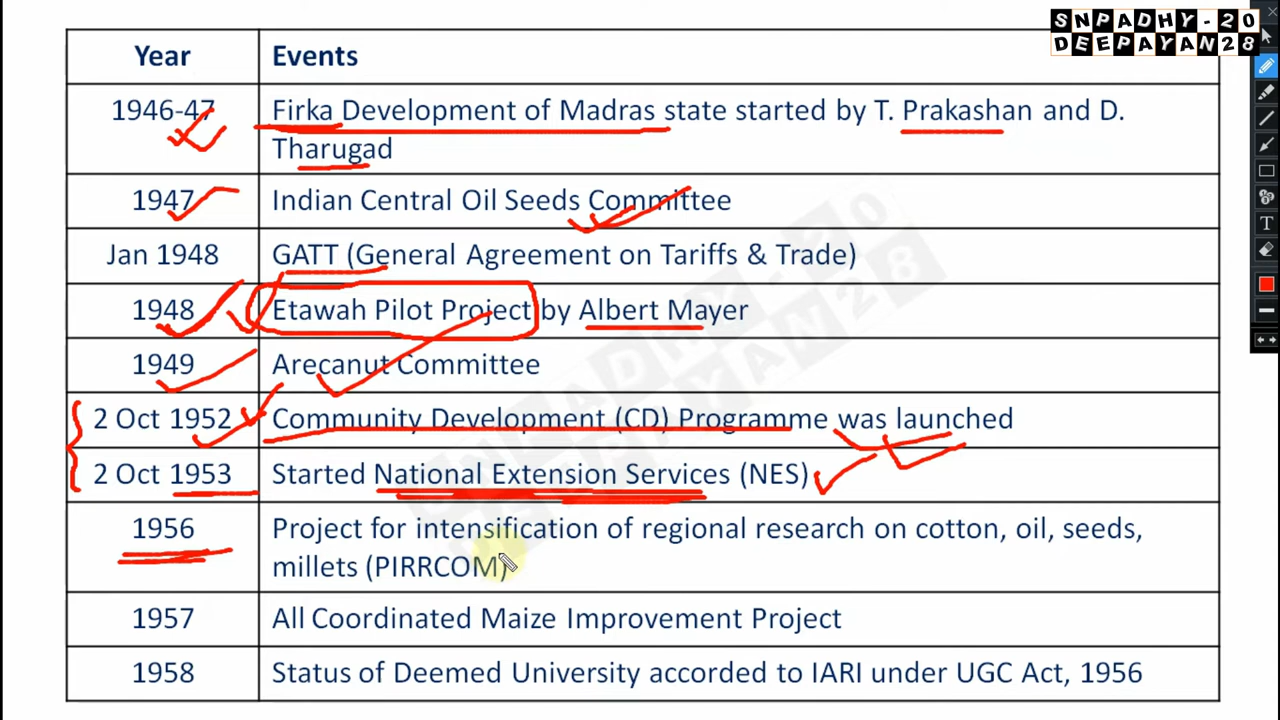 SNPADHY-20
DEEPAYAN28
Year Events
1946-47 Firka Development of Madras state started by T. Prakashan and D.
Tharugad
1947 Indian Central Oil Seeds Committee
Jan 1948 GATT (General Agreement on Tariffs & Trade)
1948 Etawah Pilot Project by Albert Mayer
1949 Arecanut Committee
2 Oct 1952 Community Development (CD) Programme was launched
2 Oct 1953 Started National Extension Services (NES)
1956 Project for intensification of regional research on cotton, oil, seeds,
millets (PIRRCOM)
1957 All Coordinated Maize Improvement Project
1958 Status of Deemed University accorded to IARI under UGC Act, 1956